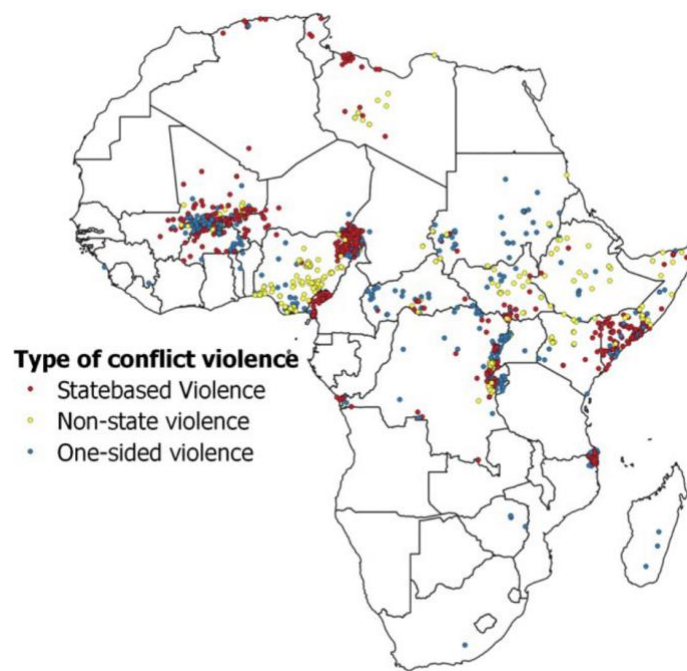 Type of conflict violence
Statebased Violence
Non-state violence
One-sided violence